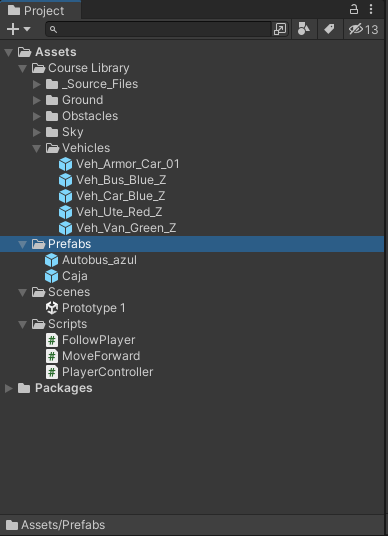 Project
13
Assets
Course Library
_Source_Files
Ground
Obstacles
Sky
Vehicles
Veh_Armor_Car_01
Veh_Bus_Blue_Z
Veh_Car_Blue_Z
Veh_Ute_Red_Z
Veh_Van_Green_Z
Prefabs
Autobus_azul
Caja
Scenes
Prototype 1
Scripts
# FollowPlayer
# MoveForward
# PlayerController
Packages
Assets/Prefabs